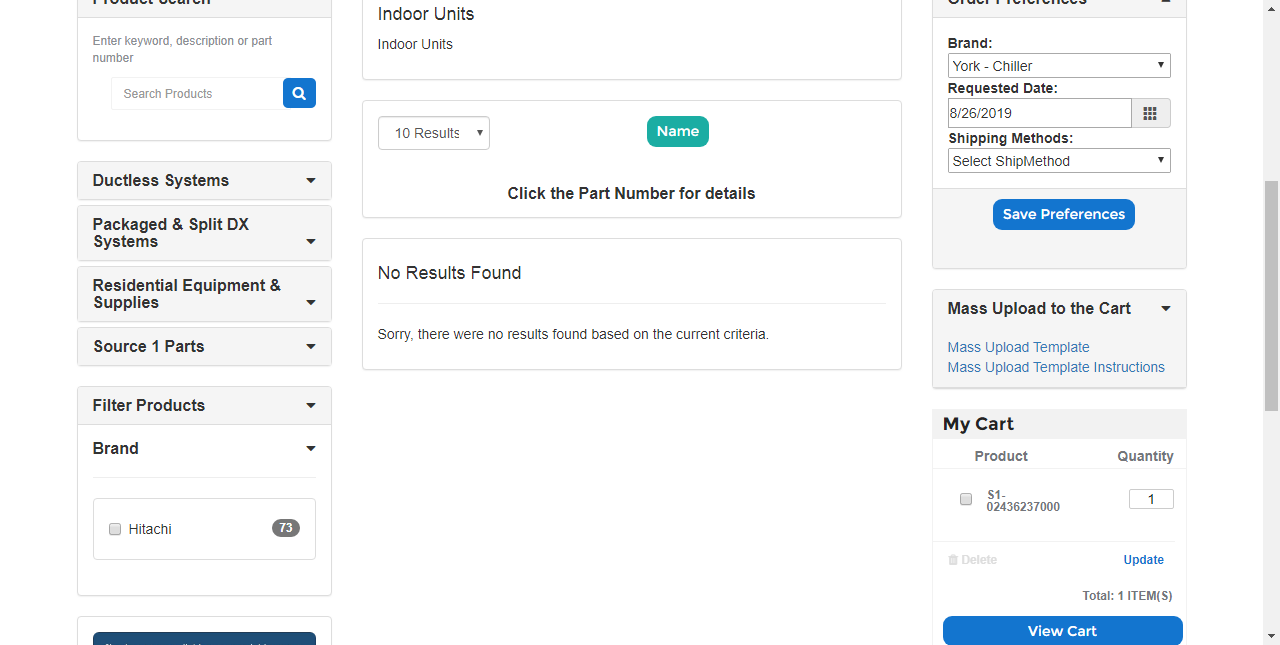 Product Search
Enter keyword, description or part
number
Search Products
Ductless Systems
Packaged & Split DX
Systems
Residential Equipment &
Supplies
Source 1 Parts
Filter Products
Brand
Hitachi
73
Indoor Units
Indoor Units
10 Results
Name
Click the Part Number for details
No Results Found
Sorry, there were no results found based on the current criteria.
Order Preferences
Brand:
York - Chiller
Requested Date:
8/26/2019
Shipping Methods:
Select ShipMethod
Save Preferences
Mass Upload to the Cart
Mass Upload Template
Mass Upload Template Instructions
My Cart
Product Quantity
S1-
02436237000
1
Delete Update
Total: 1 ITEM(S)
View Cart